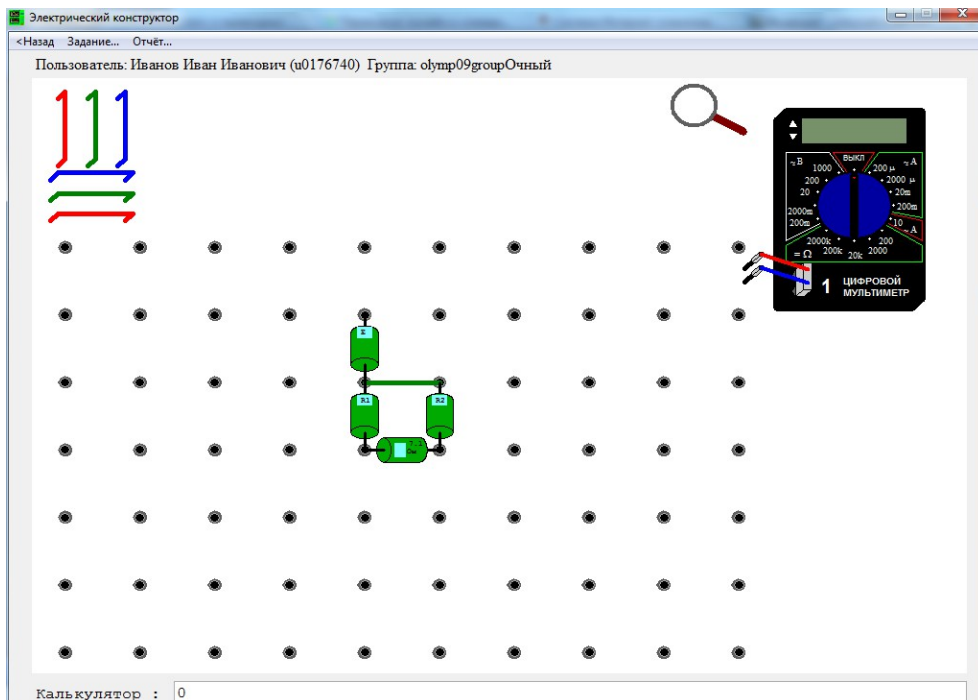 Электрический конструктор
<Назад Задание... Отчёт...
Пользователь: Иванов Иван Иванович (u0176740) Группа: olymp09groupОчный
ВЫКЛ
В 1000 200 µ А
200 2000 µ
20 20m
2000m 200m
200m 10
2000k 200 А
= Ω 200k 20k 2000
1 ЦИФРОВОЙ
МУЛЬТИМЕТР
E
R1 R2
Ом
Калькулятор : 0